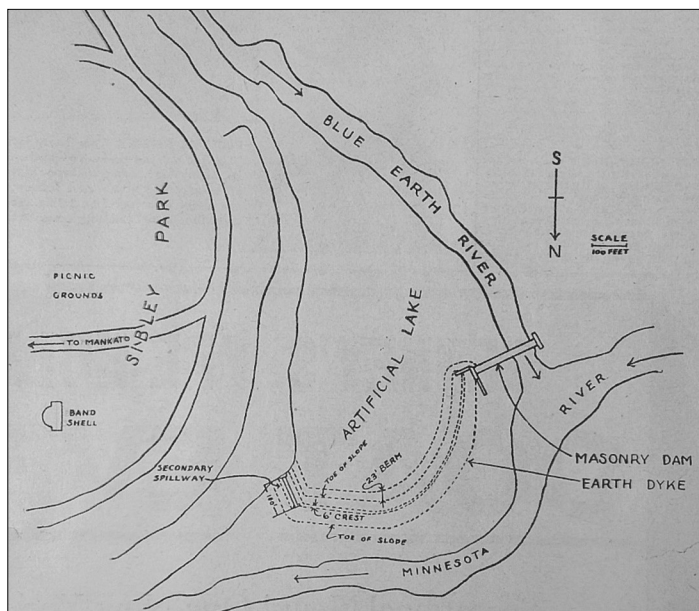 BLUE EARTH RIVER
S
N
SCALE
100 FEET
SIBLEY PARK
PICNIC
GROUNDS
TO MANKATO
BAND
SHELL
ARTIFICIAL LAKE
RIVER
MASONRY DAM
EARTH DYKE
SECONDARY
SPILLWAY
TOE OF SLOPE
23' BERM
6' CREST
TOE OF SLOPE
MINNESOTA